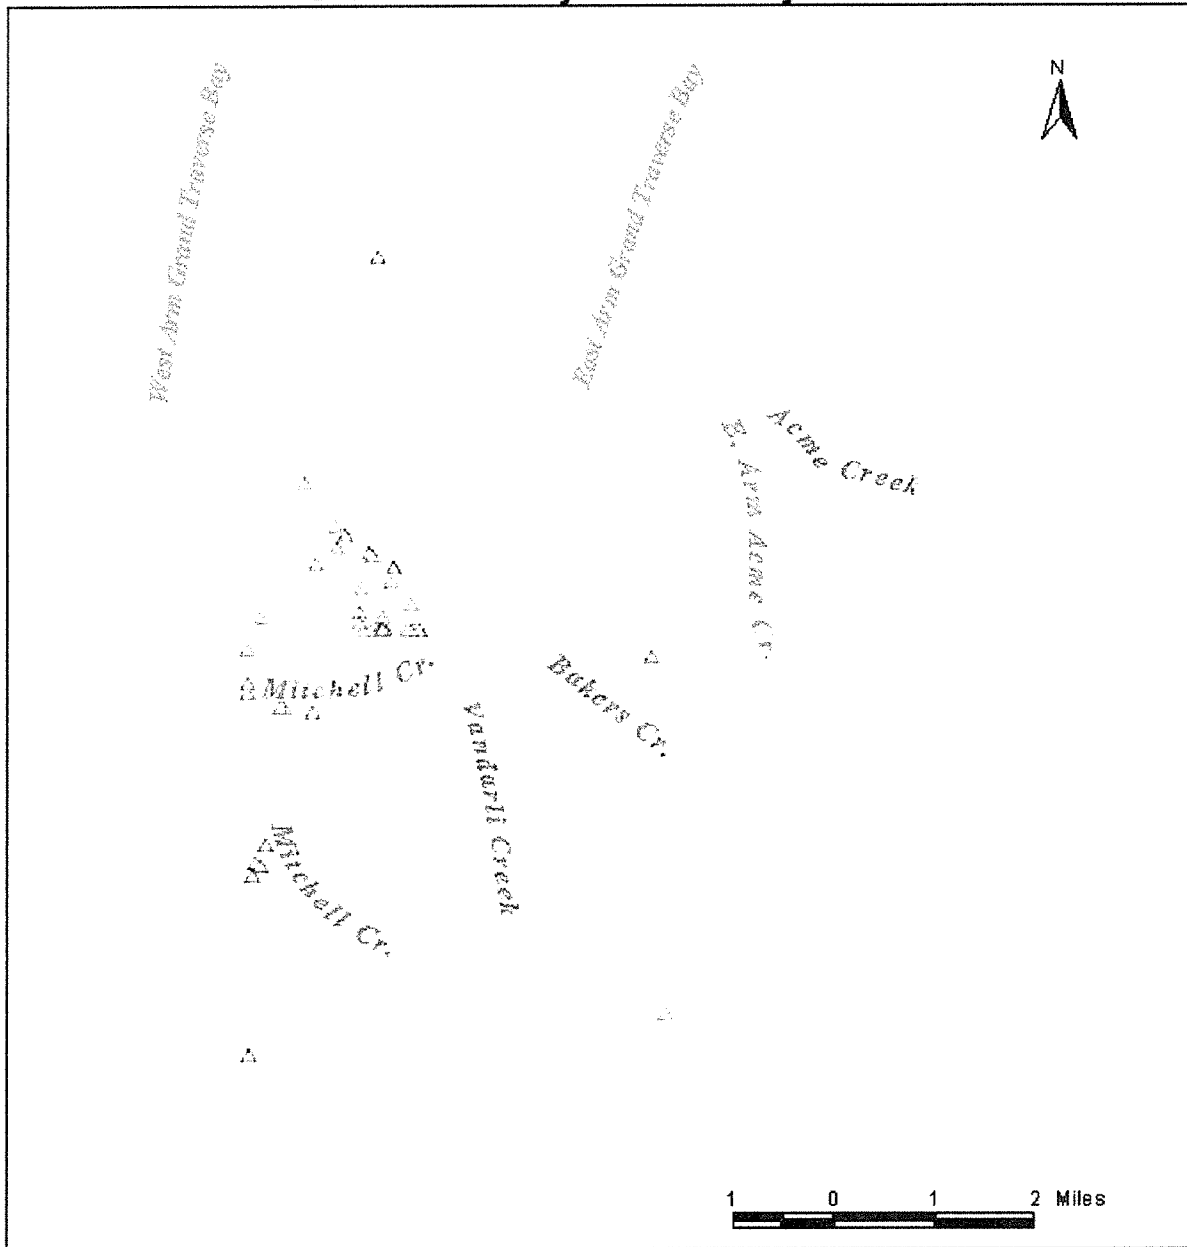 N
West Arm Grand Traverse Bay
East Arm Grand Traverse Bay
Acme Creek
E. Arm Acme Cr.
Mitchell Cr.
Bakers Cr.
Vandarli Creek
Mitchell Cr.
1 0 1 2 Miles